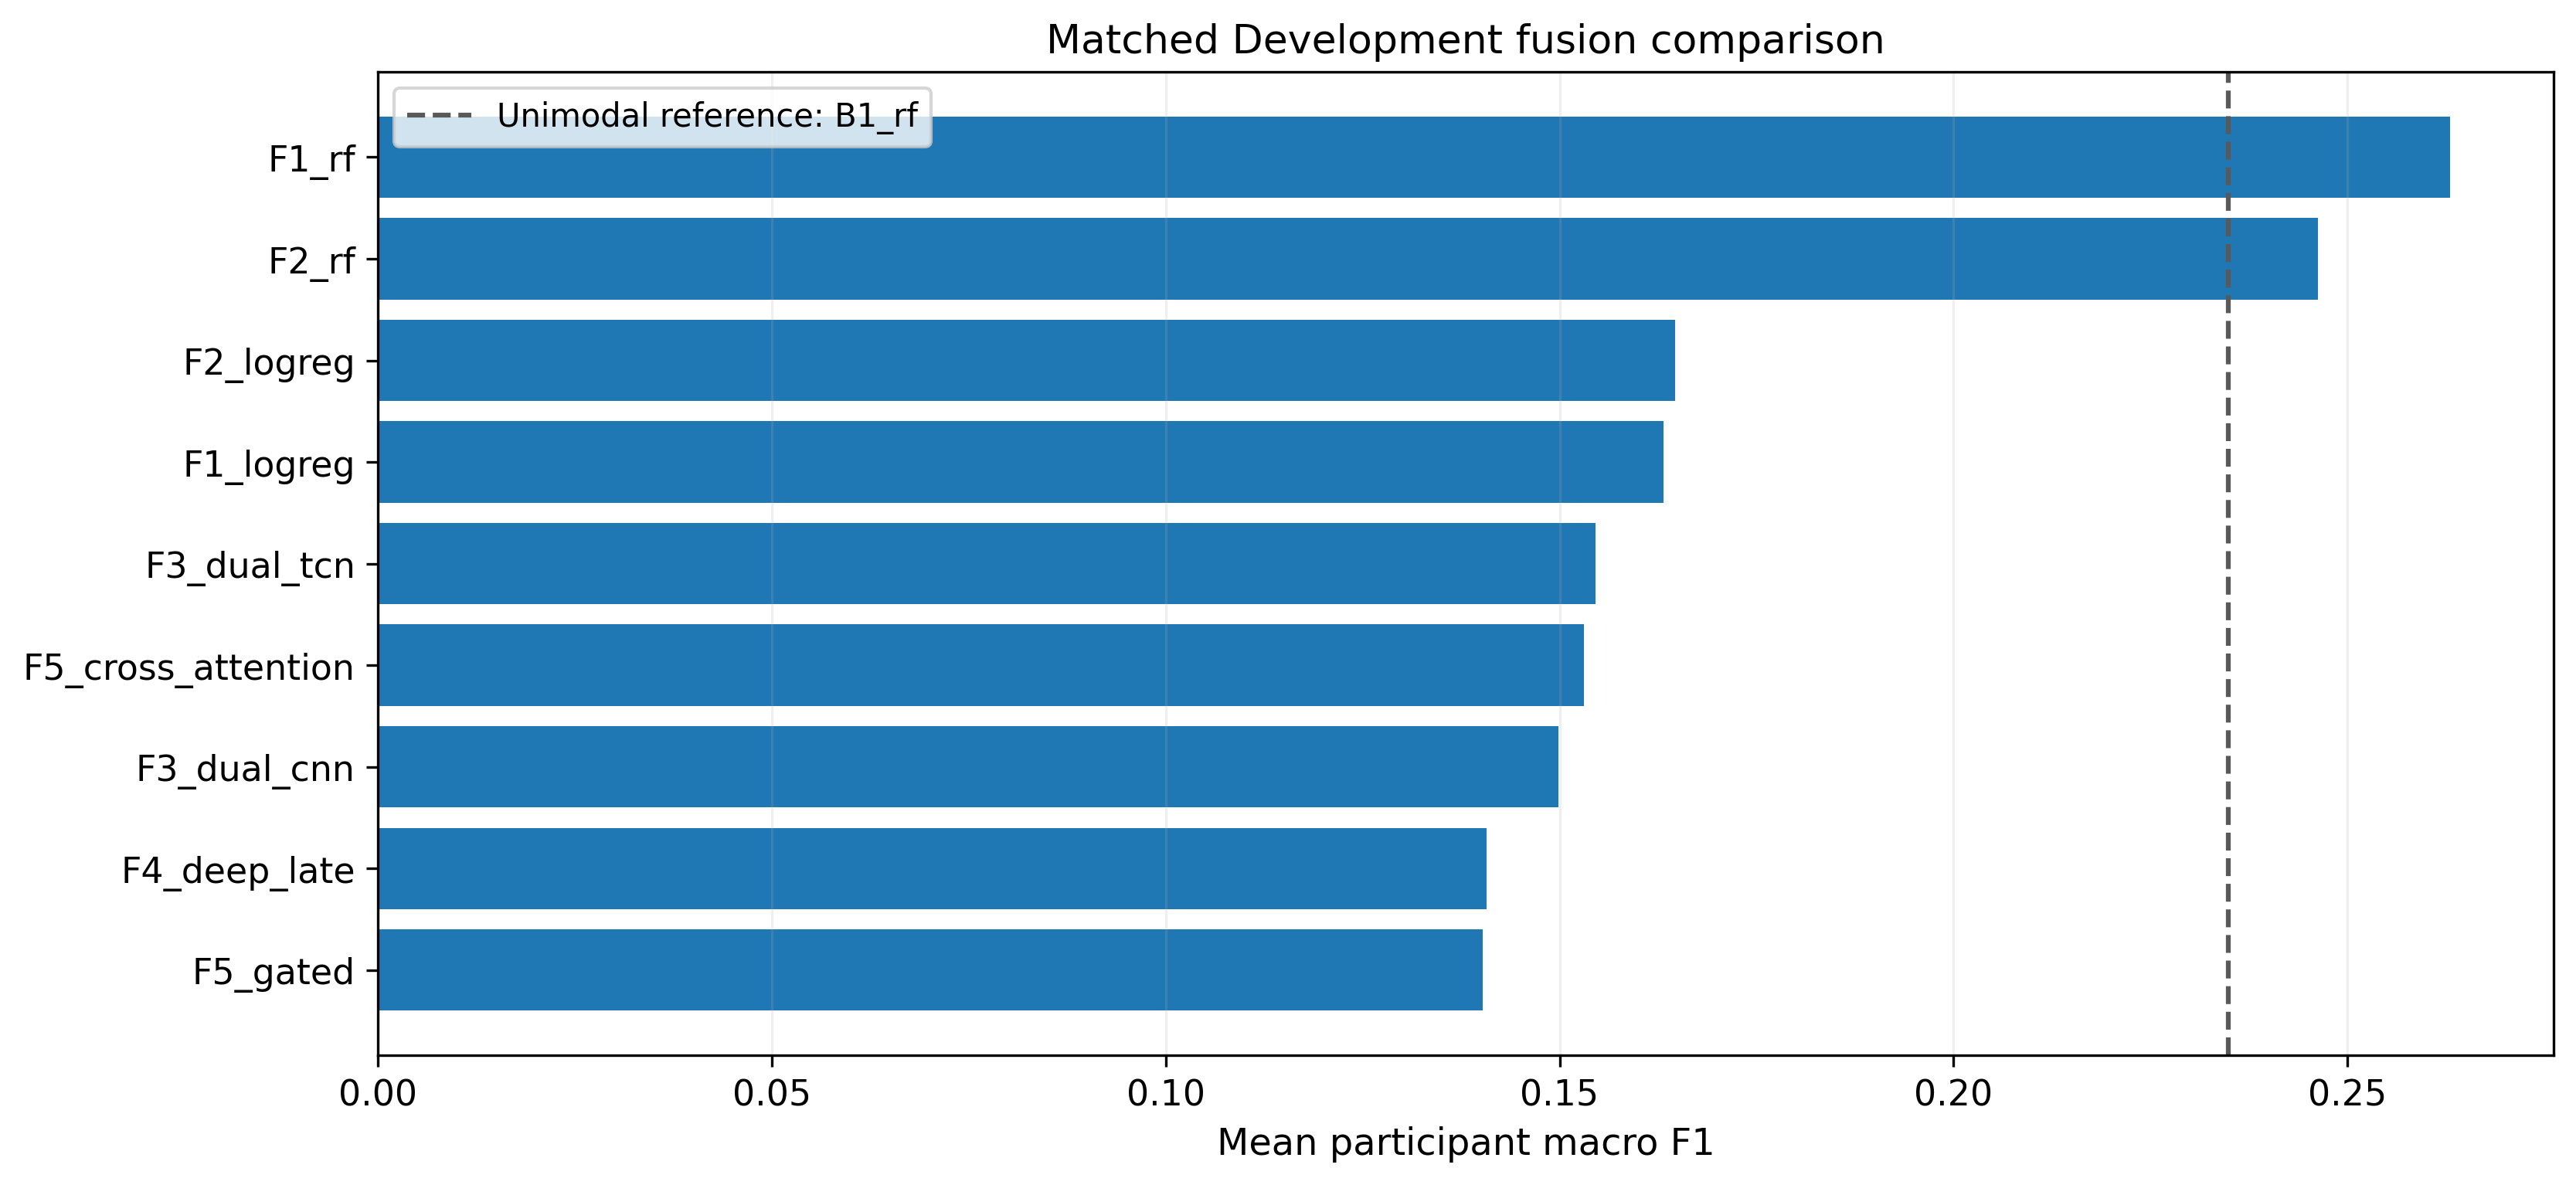 Matched Development fusion comparison
Unimodal reference: B1_rf
F1_rf
F2_rf
F2_logreg
F1_logreg
F3_dual_tcn
F5_cross_attention
F3_dual_cnn
F4_deep_late
F5_gated
0.00 0.05 0.10 0.15 0.20 0.25
Mean participant macro F1